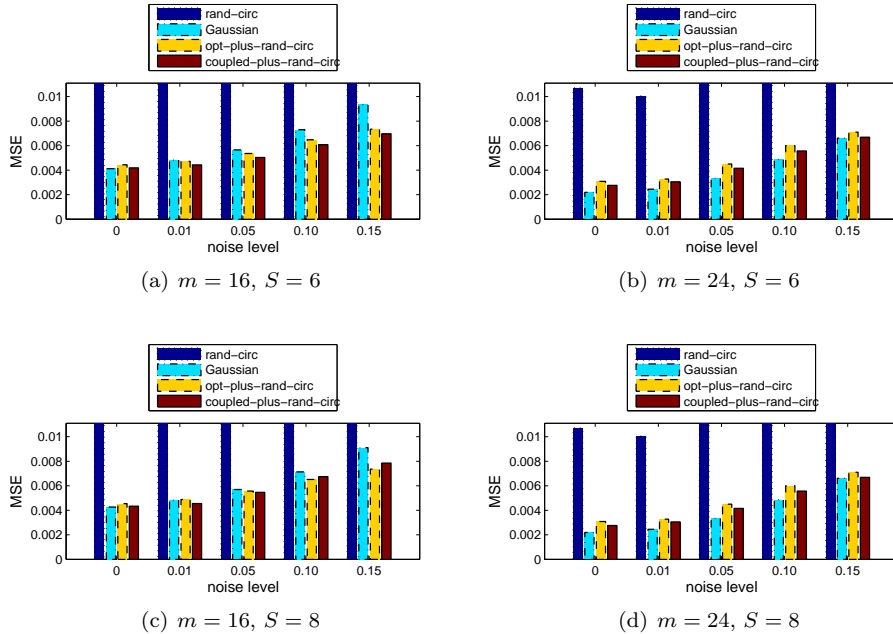 rand-circ
Gaussian
opt-plus-rand-circ
coupled-plus-rand-circ
0.01
0.008
0.006
0.004
0.002
0
MSE
0 0.01 0.05 0.10 0.15
noise level
(a) m = 16, S = 6
rand-circ
Gaussian
opt-plus-rand-circ
coupled-plus-rand-circ
0.01
0.008
0.006
0.004
0.002
0
MSE
0 0.01 0.05 0.10 0.15
noise level
(b) m = 24, S = 6
rand-circ
Gaussian
opt-plus-rand-circ
coupled-plus-rand-circ
0.01
0.008
0.006
0.004
0.002
0
MSE
0 0.01 0.05 0.10 0.15
noise level
(c) m = 16, S = 8
rand-circ
Gaussian
opt-plus-rand-circ
coupled-plus-rand-circ
0.01
0.008
0.006
0.004
0.002
0
MSE
0 0.01 0.05 0.10 0.15
noise level
(d) m = 24, S = 8